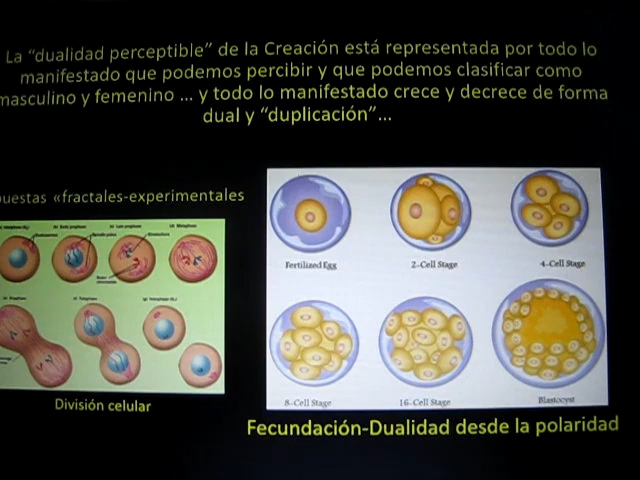 La “dualidad perceptible” de la Creación está representada por todo lo
manifestado que podemos percibir y que podemos clasificar como
masculino y femenino ... y todo lo manifestado crece y decrece de forma
dual y “duplicación”...
puestas «fractales-experimentales
Fertilized Egg
2-Cell Stage
4-Cell Stage
8-Cell Stage
16-Cell Stage
Blastocyst
División celular
Fecundación-Dualidad desde la polaridad